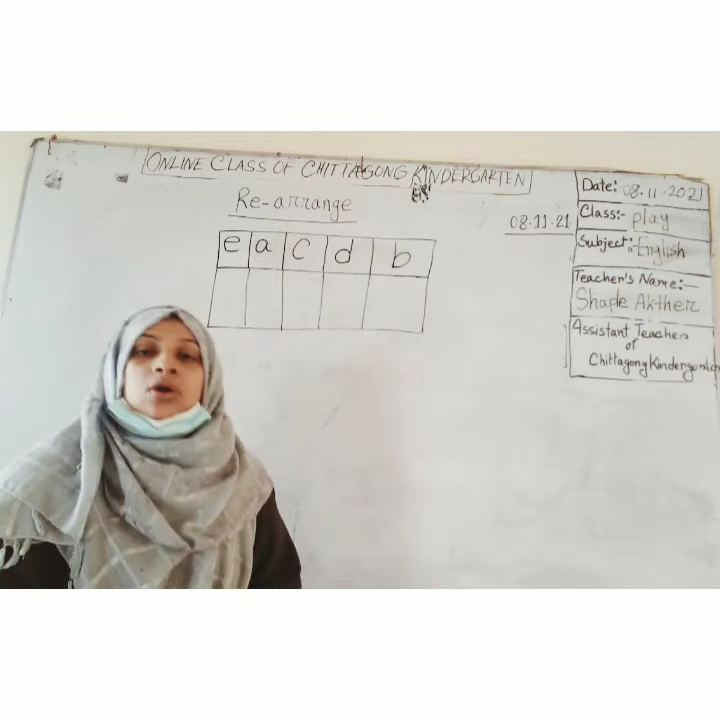 ONLINE CLASS OF CHITTAGONG KINDERGARTEN
Re-arrange
e a c d b
08.11.21
Date: 08.11.2021
Class:- play
Subject:- English
Teacher's Name:-
Shaple Akther
Assistant Teacher
of
Chittagong Kindergarten